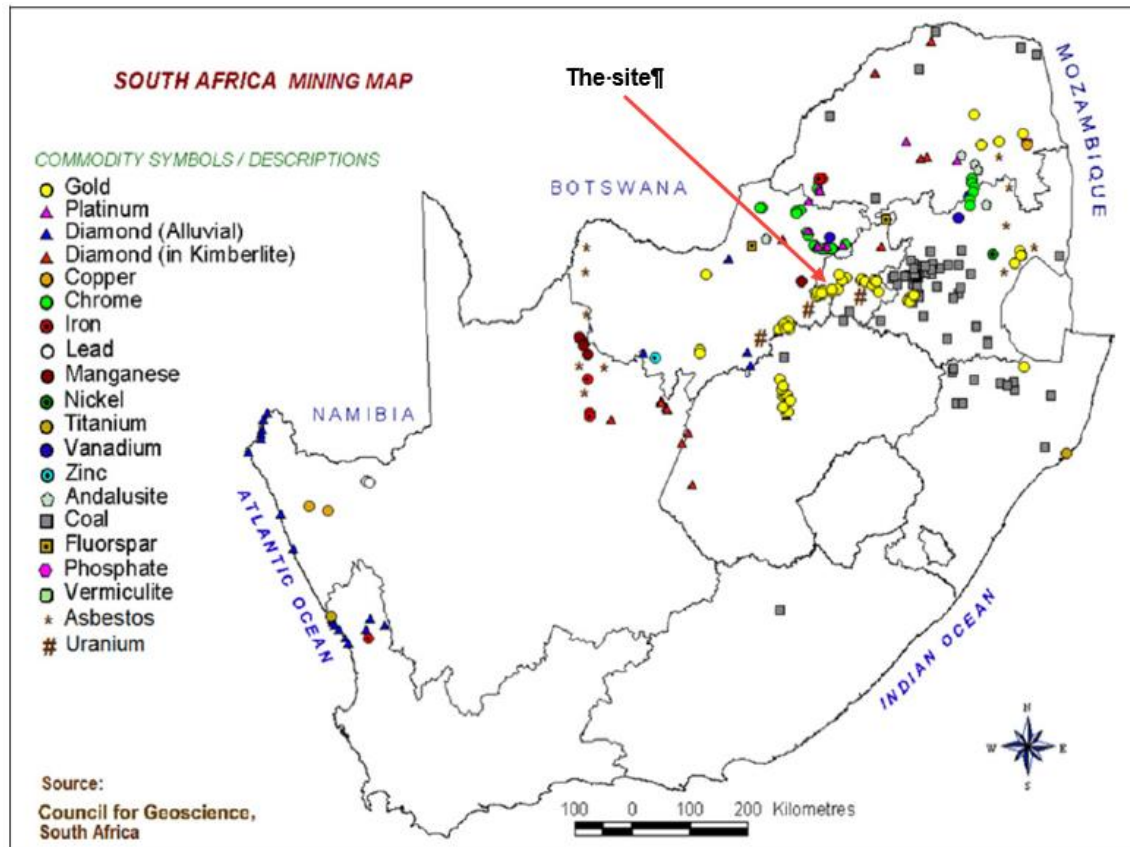 SOUTH AFRICA MINING MAP
The·site¶
COMMODITY SYMBOLS / DESCRIPTIONS
Gold
Platinum
Diamond (Alluvial)
Diamond (in Kimberlite)
Copper
Chrome
Iron
Lead
Manganese
Nickel
Titanium
Vanadium
Zinc
Andalusite
Coal
Fluorspar
Phosphate
Vermiculite
Asbestos
# Uranium
BOTSWANA
MOZAMBIQUE
NAMIBIA
ATLANTIC OCEAN
INDIAN OCEAN
N
W E
S
Source:
Council for Geoscience,
South Africa
100 0 100 200 Kilometres